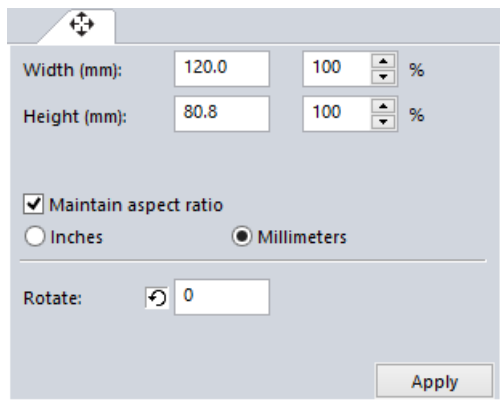 Width (mm): 120.0 100 %
Height (mm): 80.8 100 %
Maintain aspect ratio
Inches Millimeters
Rotate: 0
Apply